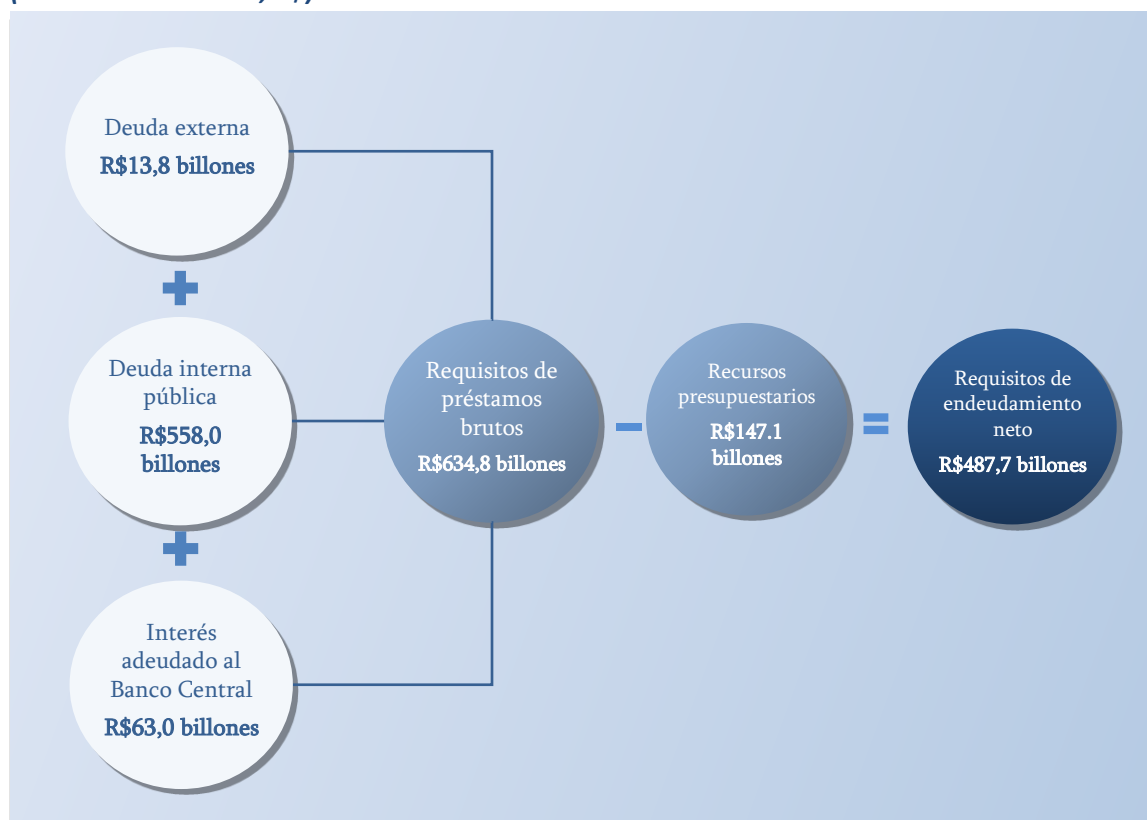 Deuda externa
R$13,8 billones
Deuda interna
pública
R$558,0
billones
Interés
adeudado al
Banco Central
R$63,0 billones
Requisitos de
préstamos
brutos
R$634,8 billones
Recursos
presupuestarios
R$147.1
billones
Requisitos de
endeudamiento
neto
R$487,7 billones